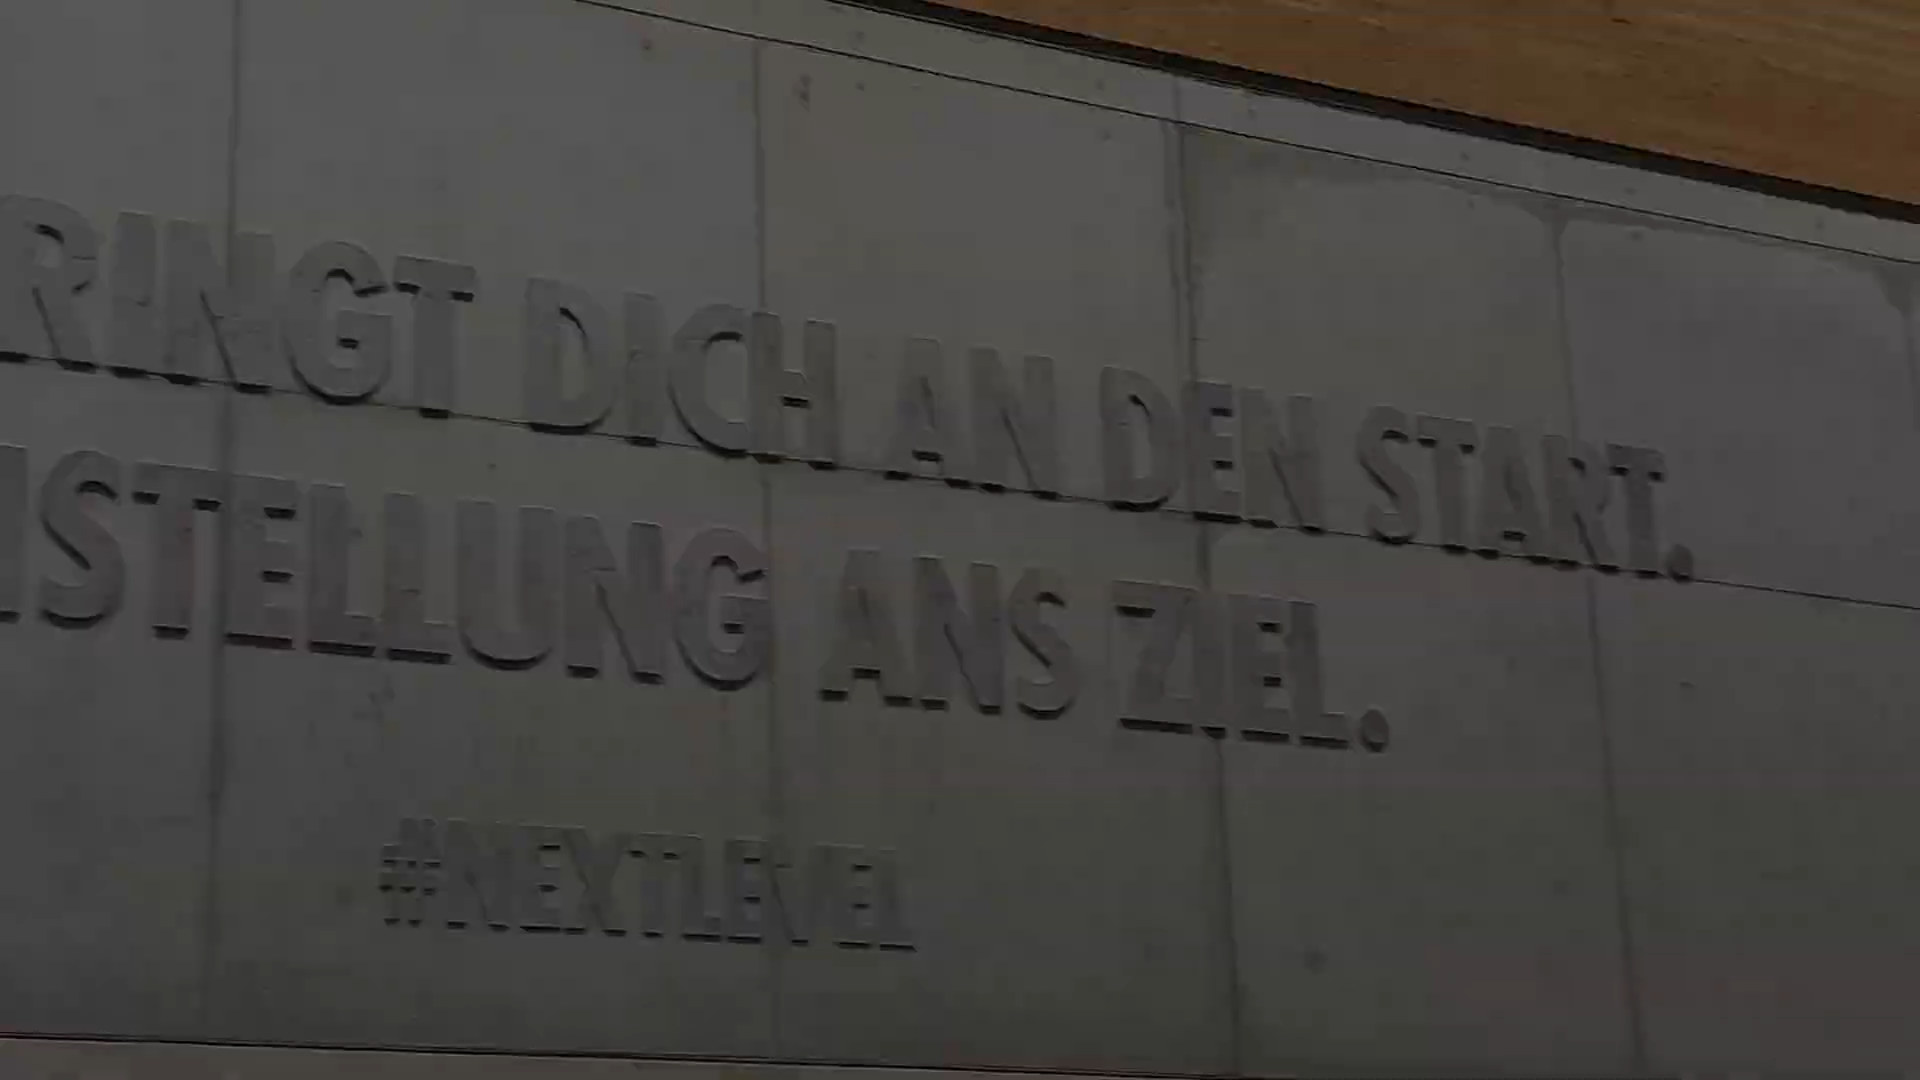 RINGT DICH AN DEN START.
STELLUNG ANS ZIEL.
#NEXTLEVEL